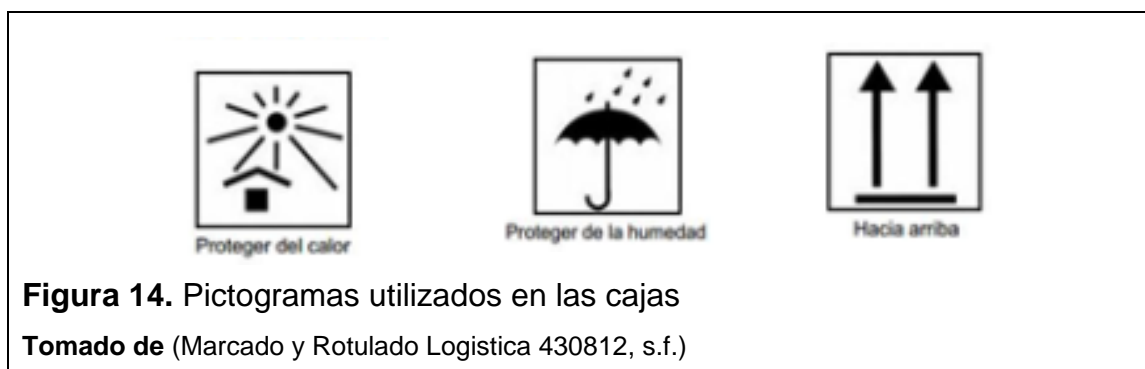 Proteger del calor
Proteger de la humedad
Hacia arriba
Figura 14. Pictogramas utilizados en las cajas
Tomado de (Marcado y Rotulado Logistica 430812, s.f.)